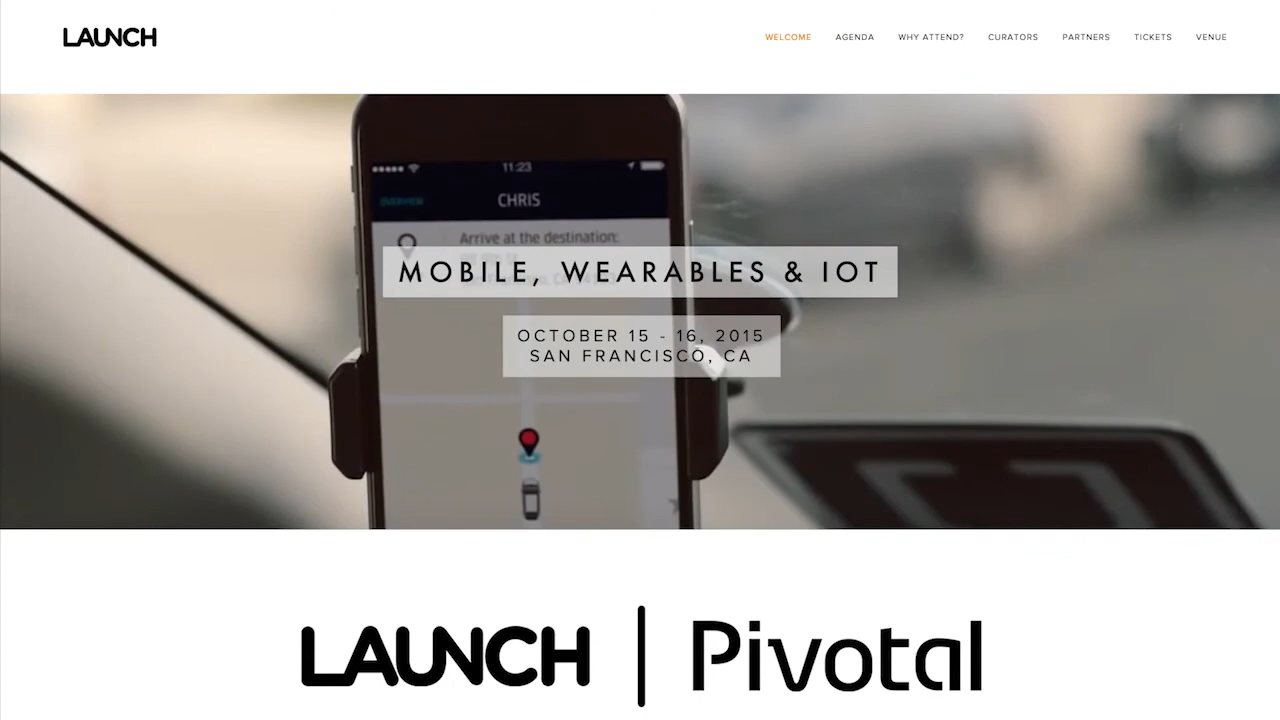 LAUNCH
WELCOME AGENDA WHY ATTEND? CURATORS PARTNERS TICKETS VENUE
11:23
OVERVIEW CHRIS
Arrive at the destination:
MOBILE, WEARABLES & IOT
OCTOBER 15 - 16, 2015
SAN FRANCISCO, CA
LAUNCH | Pivotal